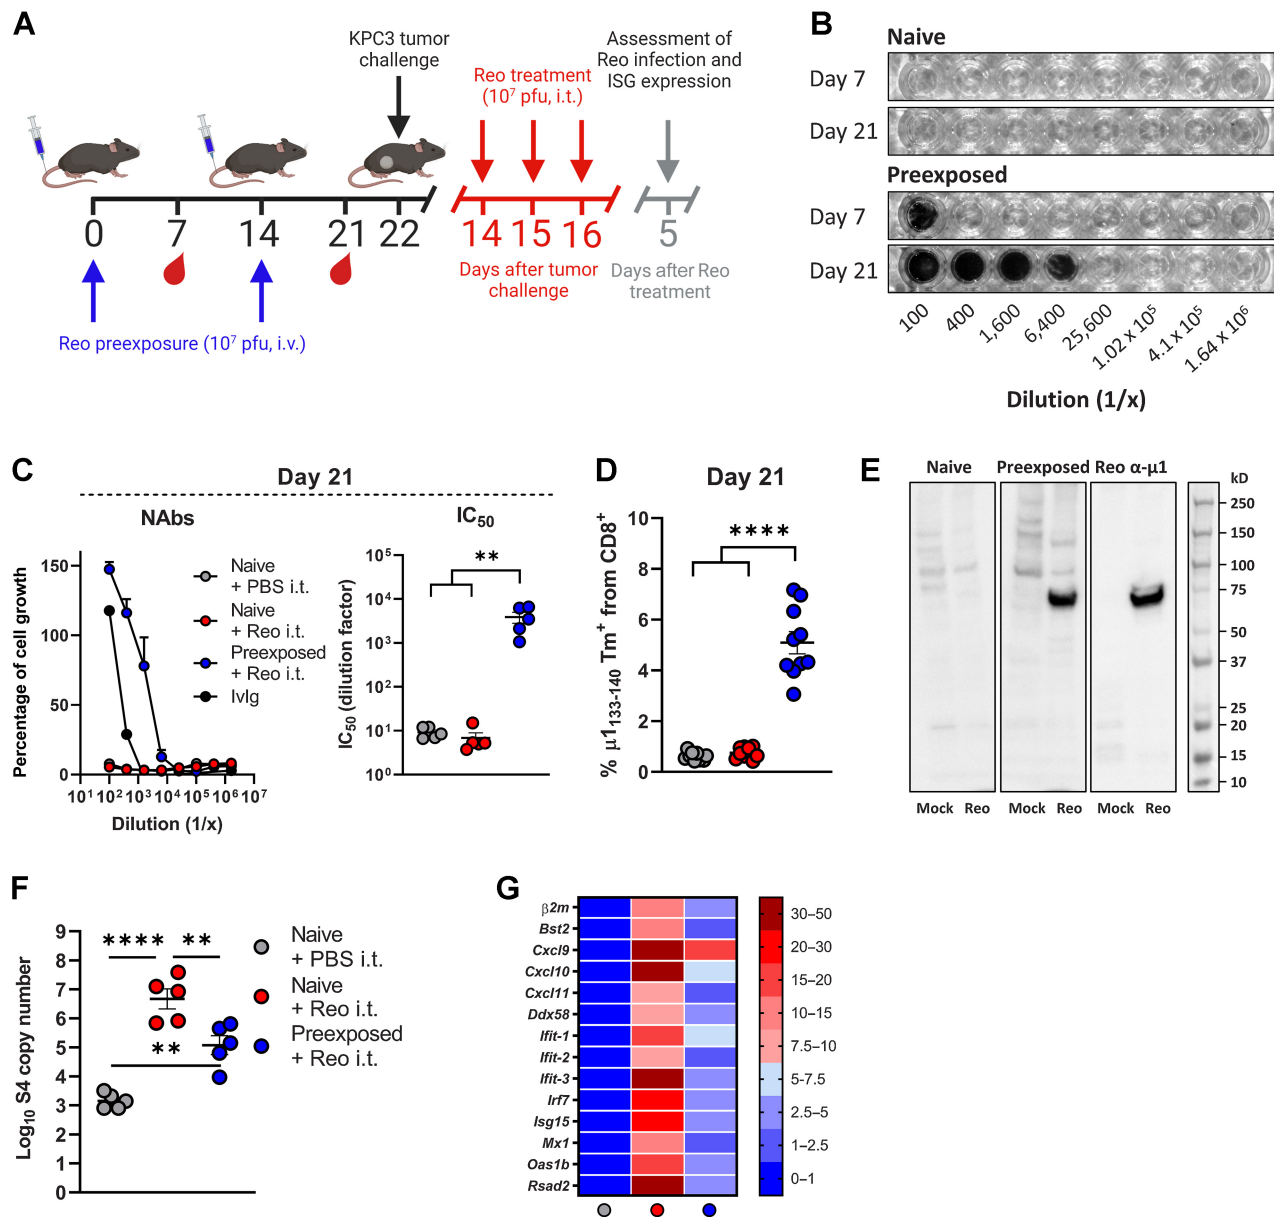 A
KPC3 tumor
challenge
Reo treatment
(10⁷ pfu, i.t.)
Assessment of
Reo infection and
ISG expression
0 7 14 21 22
14 15 16
5
Days after tumor
challenge
Days after Reo
treatment
Reo preexposure (10⁷ pfu, i.v.)
B
Naive
Day 7
Day 21
Preexposed
Day 7
Day 21
100 400 1,600 6,400 25,600 1.02 x 10⁵ 4.1 x 10⁵ 1.64 x 10⁶
Dilution (1/x)
C
Day 21
NAbs
Percentage of cell growth
150
100
50
0
10¹ 10² 10³ 10⁴ 10⁵ 10⁶ 10⁷
Dilution (1/x)
Naive
+ PBS i.t.
Naive
+ Reo i.t.
Preexposed
+ Reo i.t.
IvIg
IC₅₀
IC₅₀ (dilution factor)
10⁵
10⁴
10³
10²
10¹
10⁰
**
D
Day 21
% μ1₁₃₃₋₁₄₀ Tm⁺ from CD8⁺
10
8
6
4
2
0
****
E
Naive Preexposed Reo α-μ1
kD
250
150
100
75
50
37
25
20
15
10
Mock Reo Mock Reo Mock Reo
F
Log₁₀ S4 copy number
9
8
7
6
5
4
3
2
1
0
**** **
**
Naive
+ PBS i.t.
Naive
+ Reo i.t.
Preexposed
+ Reo i.t.
G
β2m
Bst2
Cxcl9
Cxcl10
Cxcl11
Ddx58
Ifit-1
Ifit-2
Ifit-3
Irf7
Isg15
Mx1
Oas1b
Rsad2
30–50
20–30
15–20
10–15
7.5–10
5-7.5
2.5–5
1–2.5
0–1